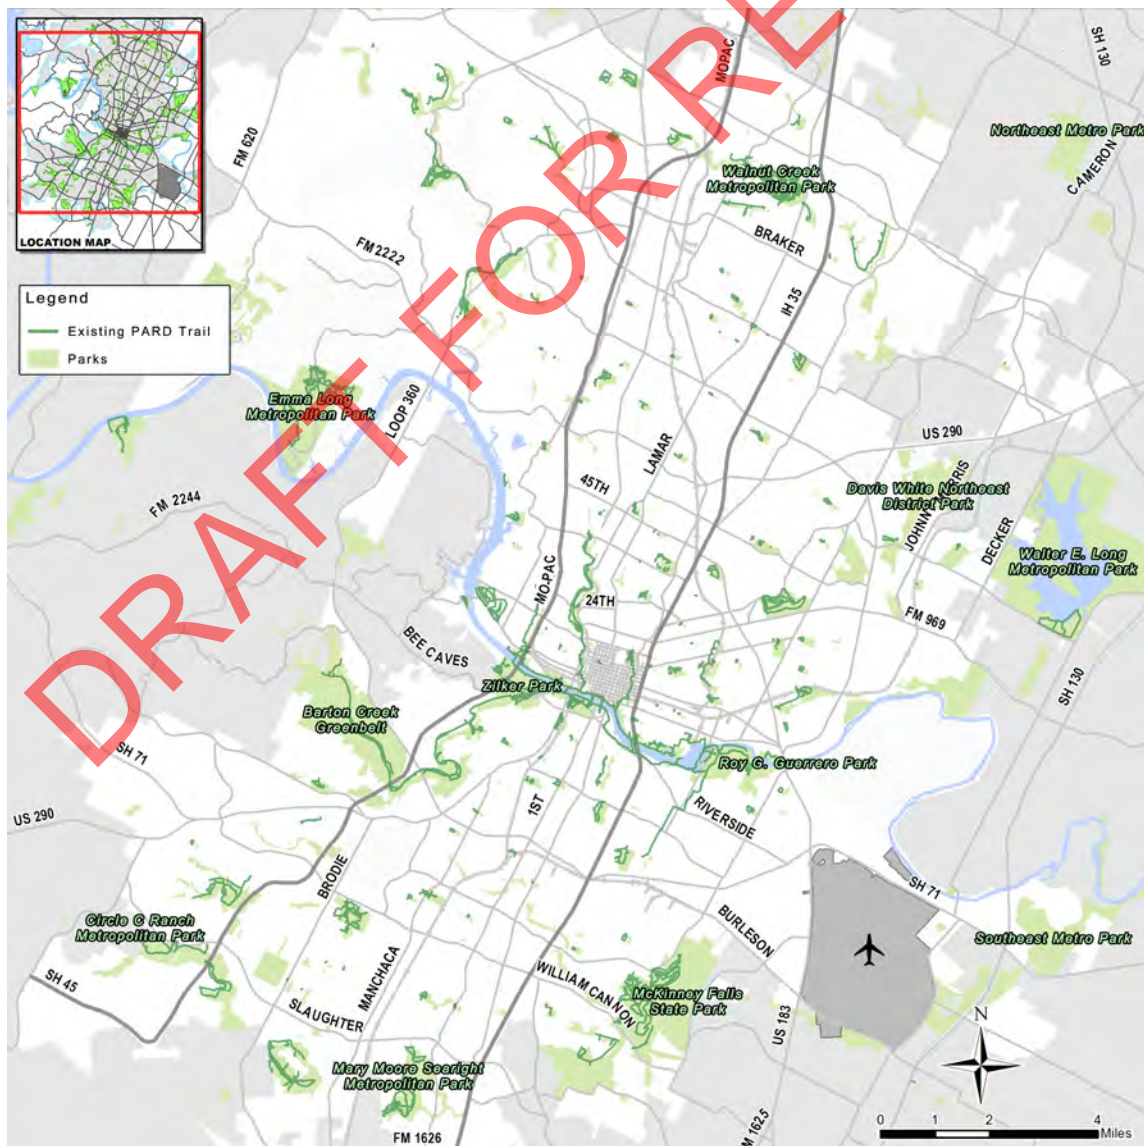 LOCATION MAP
Legend
Existing PARD Trail
Parks
DRAFT FOR RE
MOPAC
SH 130
FM 620
Northeast Metro Park
CAMERON
Walnut Creek
Metropolitan Park
BRAKER
FM 2222
IH 35
Emma Long
Metropolitan Park
LOOP 360
US 290
LAMAR
45TH
FM 2244
Davis White Northeast
District Park
DECKER
Walter E. Long
Metropolitan Park
MO-PAC
24TH
FM 969
BEE CAVES
Zilker Park
SH 130
Barton Creek
Greenbelt
SH 71
Roy G. Guerrero Park
1ST
RIVERSIDE
US 290
BRODIE
SH 71
Circle C Ranch
Metropolitan Park
BURLESON
Southeast Metro Park
MANCHACA
SH 45
WILLIAM CANNON
McKinney Falls
State Park
SLAUGHTER
US 183
N
Mary Moore Searight
Metropolitan Park
FM 1626
M 1625
0 1 2 4
Miles